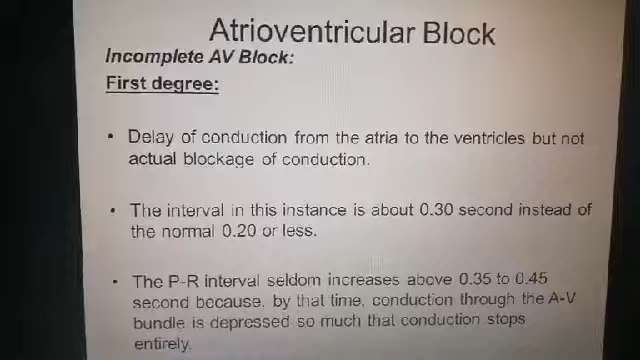 Atrioventricular Block
Incomplete AV Block:
First degree:
• Delay of conduction from the atria to the ventricles but not
actual blockage of conduction.
• The interval in this instance is about 0.30 second instead of
the normal 0.20 or less.
• The P-R interval seldom increases above 0.35 to 0.45
second because, by that time, conduction through the A-V
bundle is depressed so much that conduction stops
entirely.